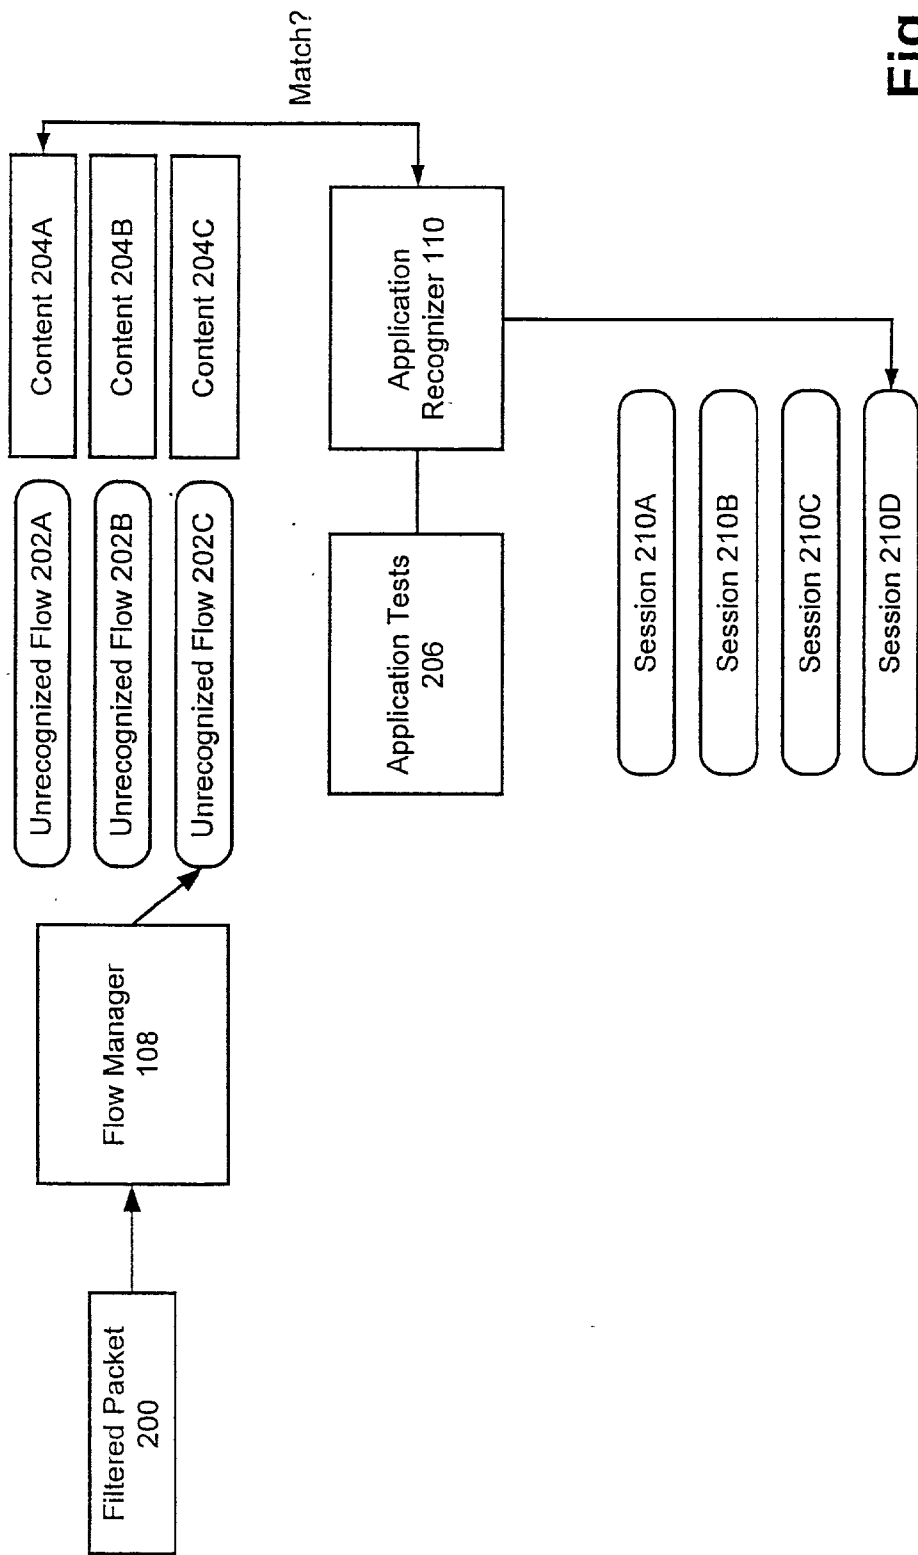 Filtered Packet
200
Flow Manager
108
Unrecognized Flow 202A
Unrecognized Flow 202B
Unrecognized Flow 202C
Content 204A
Content 204B
Content 204C
Match?
Application Tests
206
Application
Recognizer 110
Session 210A
Session 210B
Session 210C
Session 210D
Fig